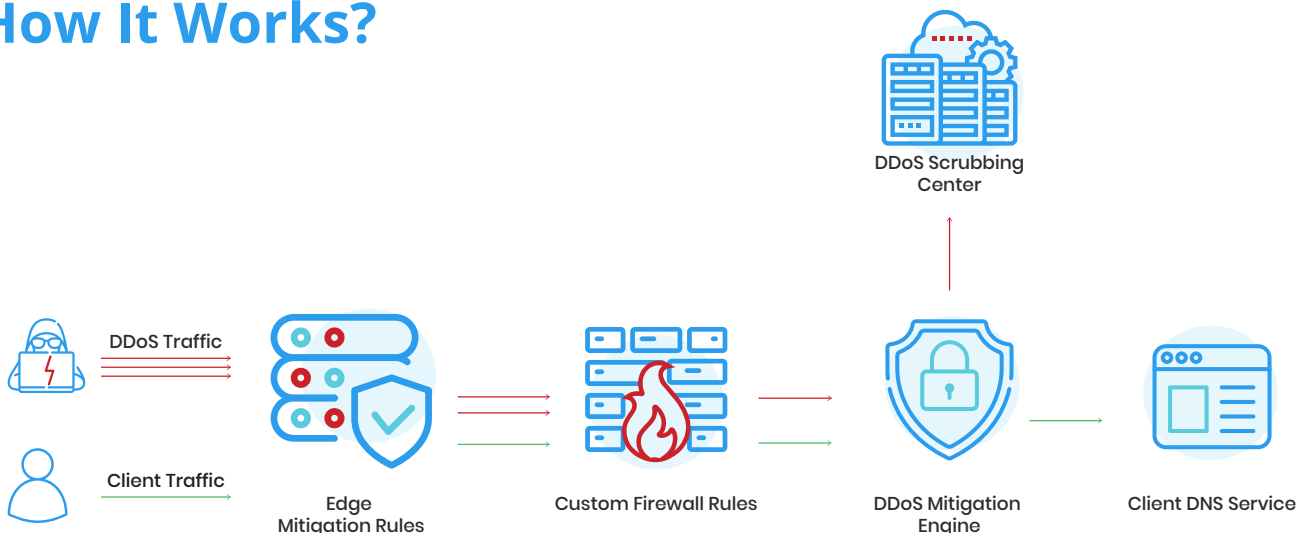 How It Works?
DDoS Scrubbing
Center
DDoS Traffic
Client Traffic
Edge
Mitigation Rules
Custom Firewall Rules
DDoS Mitigation
Engine
Client DNS Service